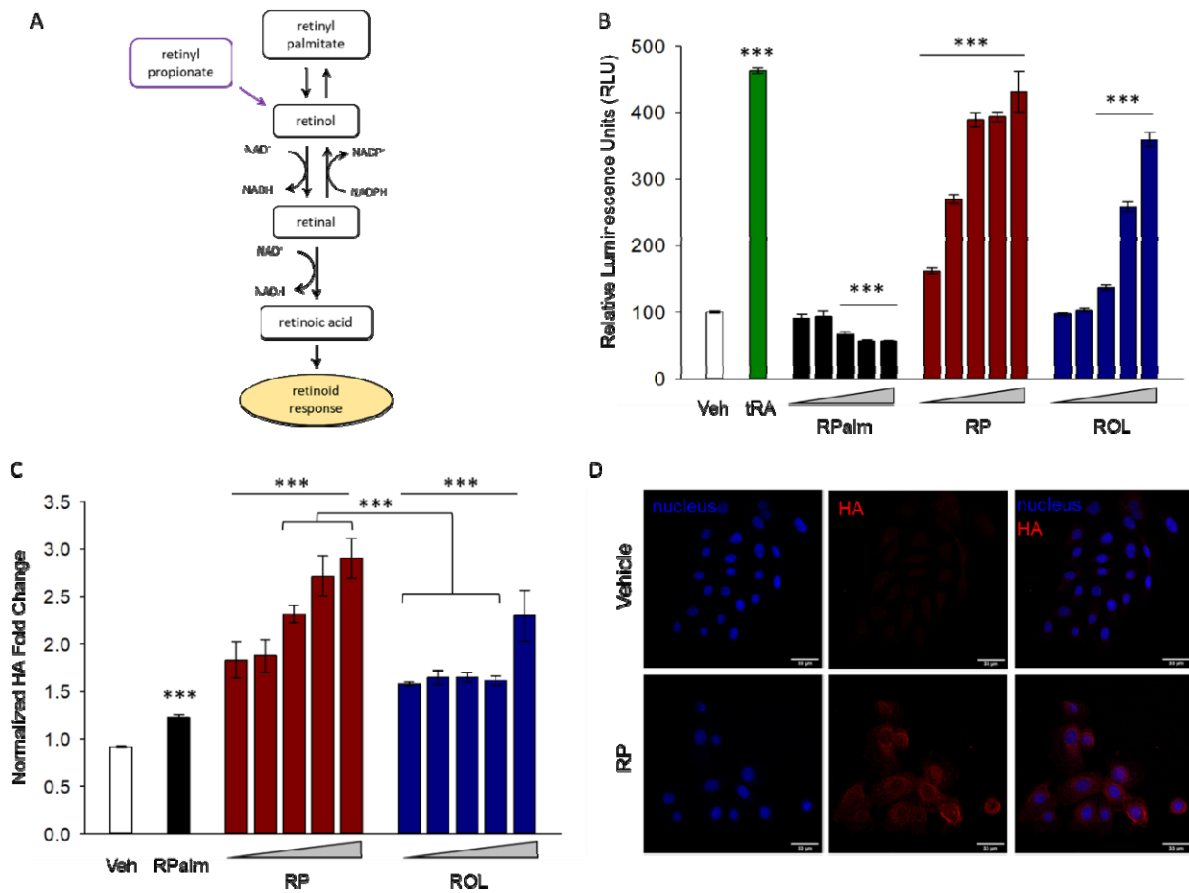 A
retinyl
palmitate
retinyl
propionate
retinol
NAD⁺
NADP⁺
NADH
NADPH
retinal
NAD⁺
NADH
retinoic acid
retinoid
response
B
Relative Luminescence Units (RLU)
500
400
300
200
100
0
***
***
***
***
Veh
tRA
RPalm
RP
ROL
C
Normalized HA Fold Change
3.5
3.0
2.5
2.0
1.5
1.0
0.5
0.0
***
***
***
***
Veh
RPalm
RP
ROL
D
Vehicle
nucleus
HA
nucleus
HA
RP